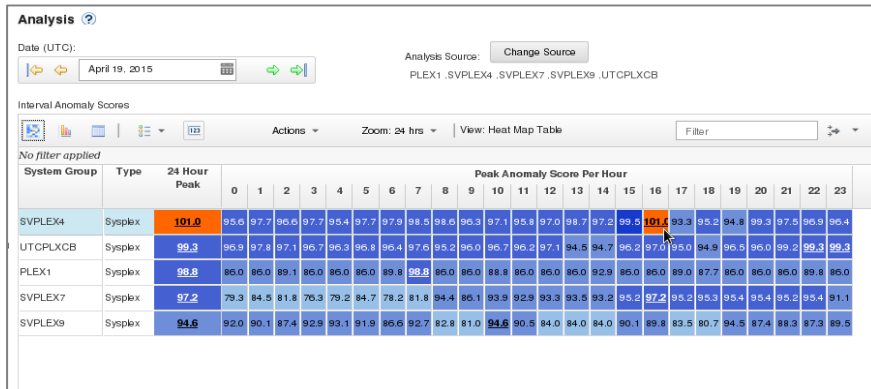 Analysis ?
Date (UTC):
April 19, 2015
Analysis Source: Change Source
PLEX1 .SVPLEX4 .SVPLEX7 .SVPLEX9 .UTCPLXCB
Interval Anomaly Scores
123 Actions Zoom: 24 hrs View: Heat Map Table Filter
No filter applied
System Group Type 24 Hour Peak Peak Anomaly Score Per Hour
0 1 2 3 4 5 6 7 8 9 10 11 12 13 14 15 16 17 18 19 20 21 22 23
SVPLEX4 Sysplex 101.0 95.6 97.7 96.6 97.7 95.4 97.7 97.9 98.5 98.6 96.3 97.1 95.8 97.0 98.7 97.2 99.5 101.0 93.3 95.2 94.8 99.3 97.5 96.9 96.4
UTCPLXCB Sysplex 99.3 96.9 97.8 97.1 96.7 96.3 96.8 96.4 97.6 95.2 96.0 96.7 96.2 97.1 94.5 94.7 96.2 97.0 95.0 94.9 96.5 96.0 99.2 99.3 99.3
PLEX1 Sysplex 98.8 86.0 86.0 89.1 86.0 86.0 86.0 89.8 98.8 86.0 86.0 88.8 86.0 86.0 86.0 92.9 86.0 86.0 89.0 87.7 86.0 86.0 86.0 89.8 86.0
SVPLEX7 Sysplex 97.2 79.3 84.5 81.8 76.3 79.2 84.7 78.2 81.8 94.4 86.1 93.9 92.9 93.3 93.5 93.2 95.2 97.2 95.2 95.3 95.4 95.4 95.2 95.4 91.1
SVPLEX9 Sysplex 94.6 92.0 90.1 87.4 92.9 93.1 91.9 86.6 92.7 82.8 81.0 94.6 90.5 84.0 84.0 84.0 90.1 89.8 83.5 80.7 94.5 87.4 88.3 87.3 89.5